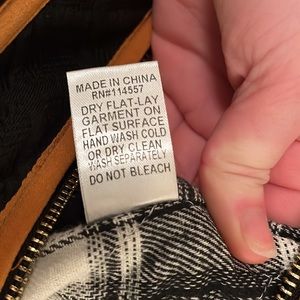 MADE IN CHINA
RN#114557
DRY FLAT-LAY
GARMENT ON
FLAT SURFACE
HAND WASH COLD
OR DRY CLEAN
WASH SEPARATELY
DO NOT BLEACH